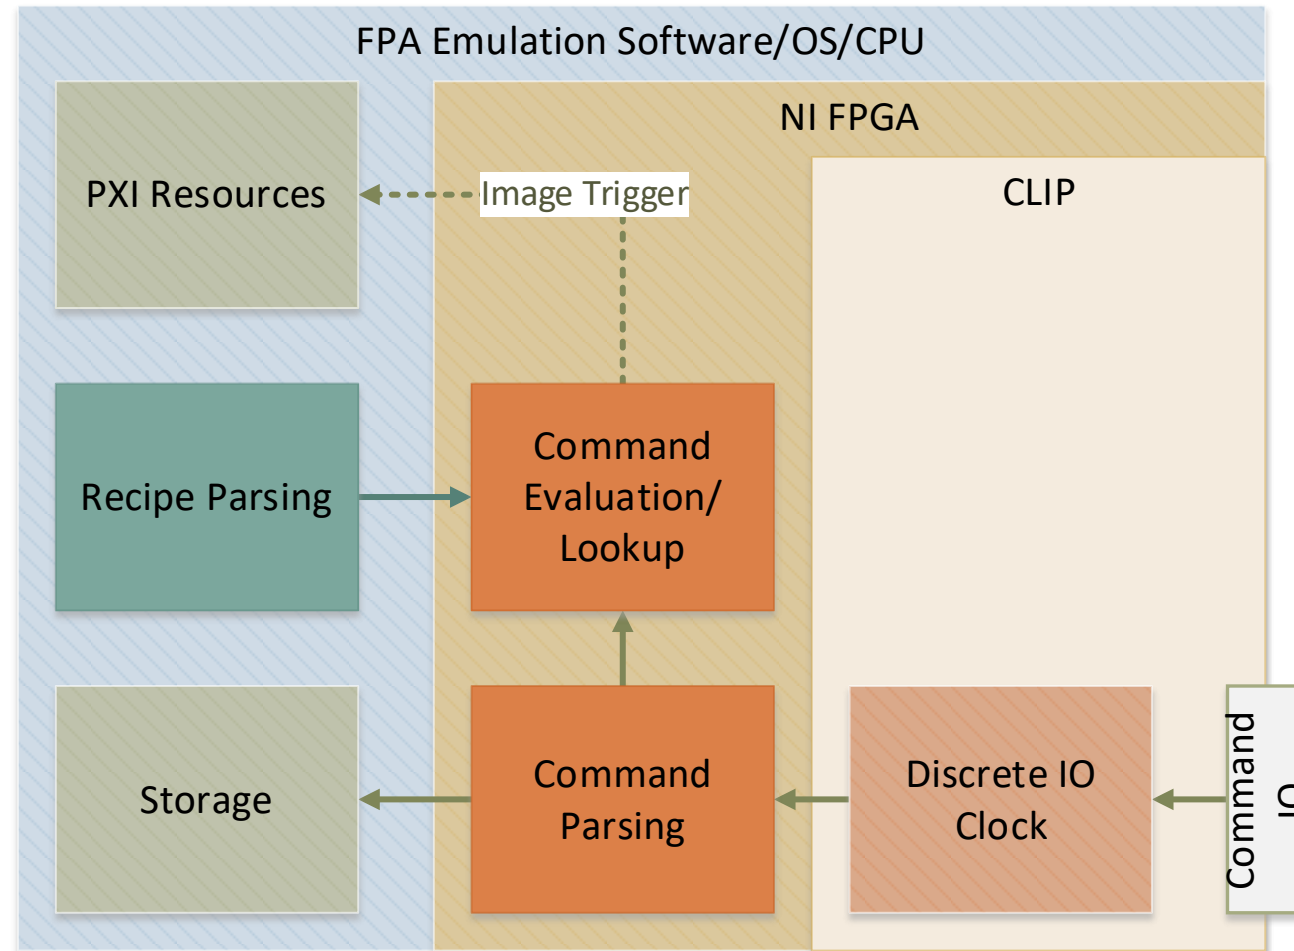 FPA Emulation Software/OS/CPU
NI FPGA
PXI Resources
Image Trigger
CLIP
Recipe Parsing
Command
Evaluation/
Lookup
Storage
Command
Parsing
Discrete IO
Clock
Command
IO